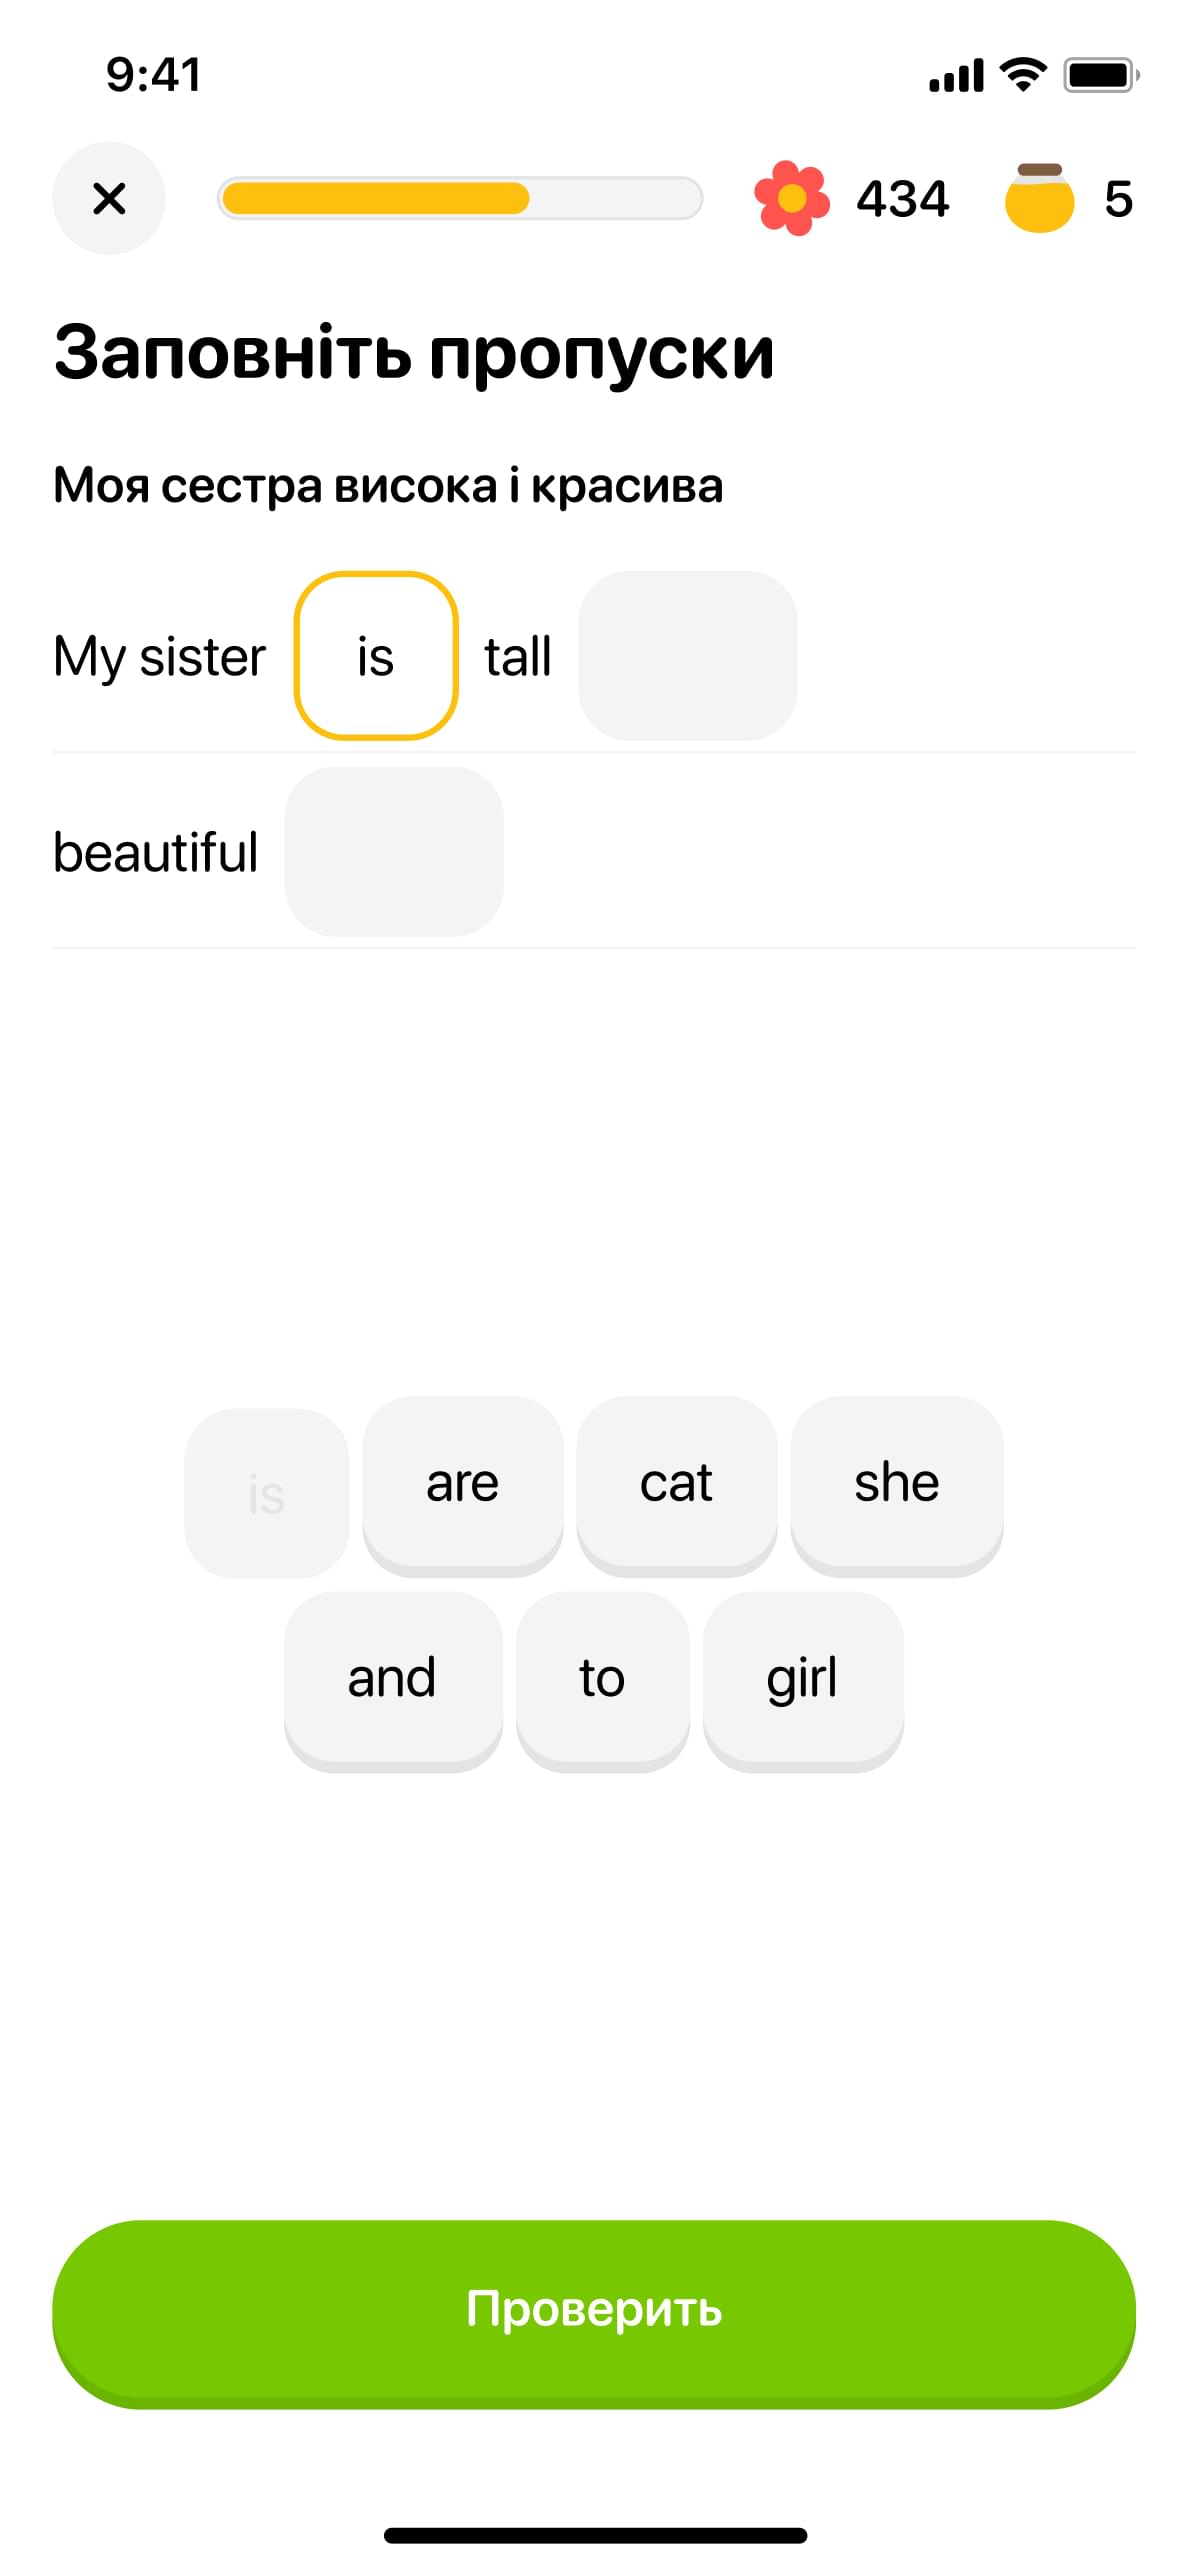 9:41
434 5
Заповніть пропуски
Моя сестра висока і красива
My sister is tall
beautiful
is are cat she
and to girl
Проверить